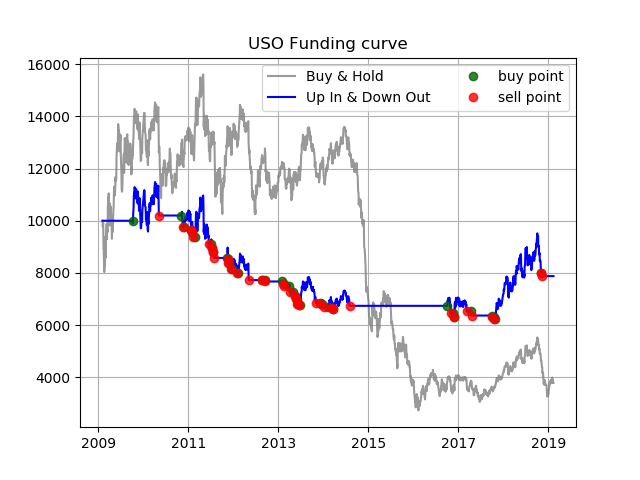 USO Funding curve
Buy & Hold
Up In & Down Out
buy point
sell point
16000
14000
12000
10000
8000
6000
4000
2009 2011 2013 2015 2017 2019